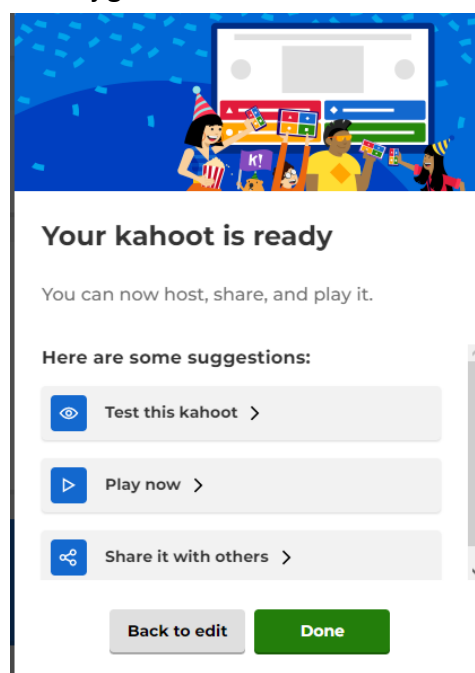 K!
Your kahoot is ready
You can now host, share, and play it.
Here are some suggestions:
Test this kahoot
Play now
Share it with others
Back to edit Done